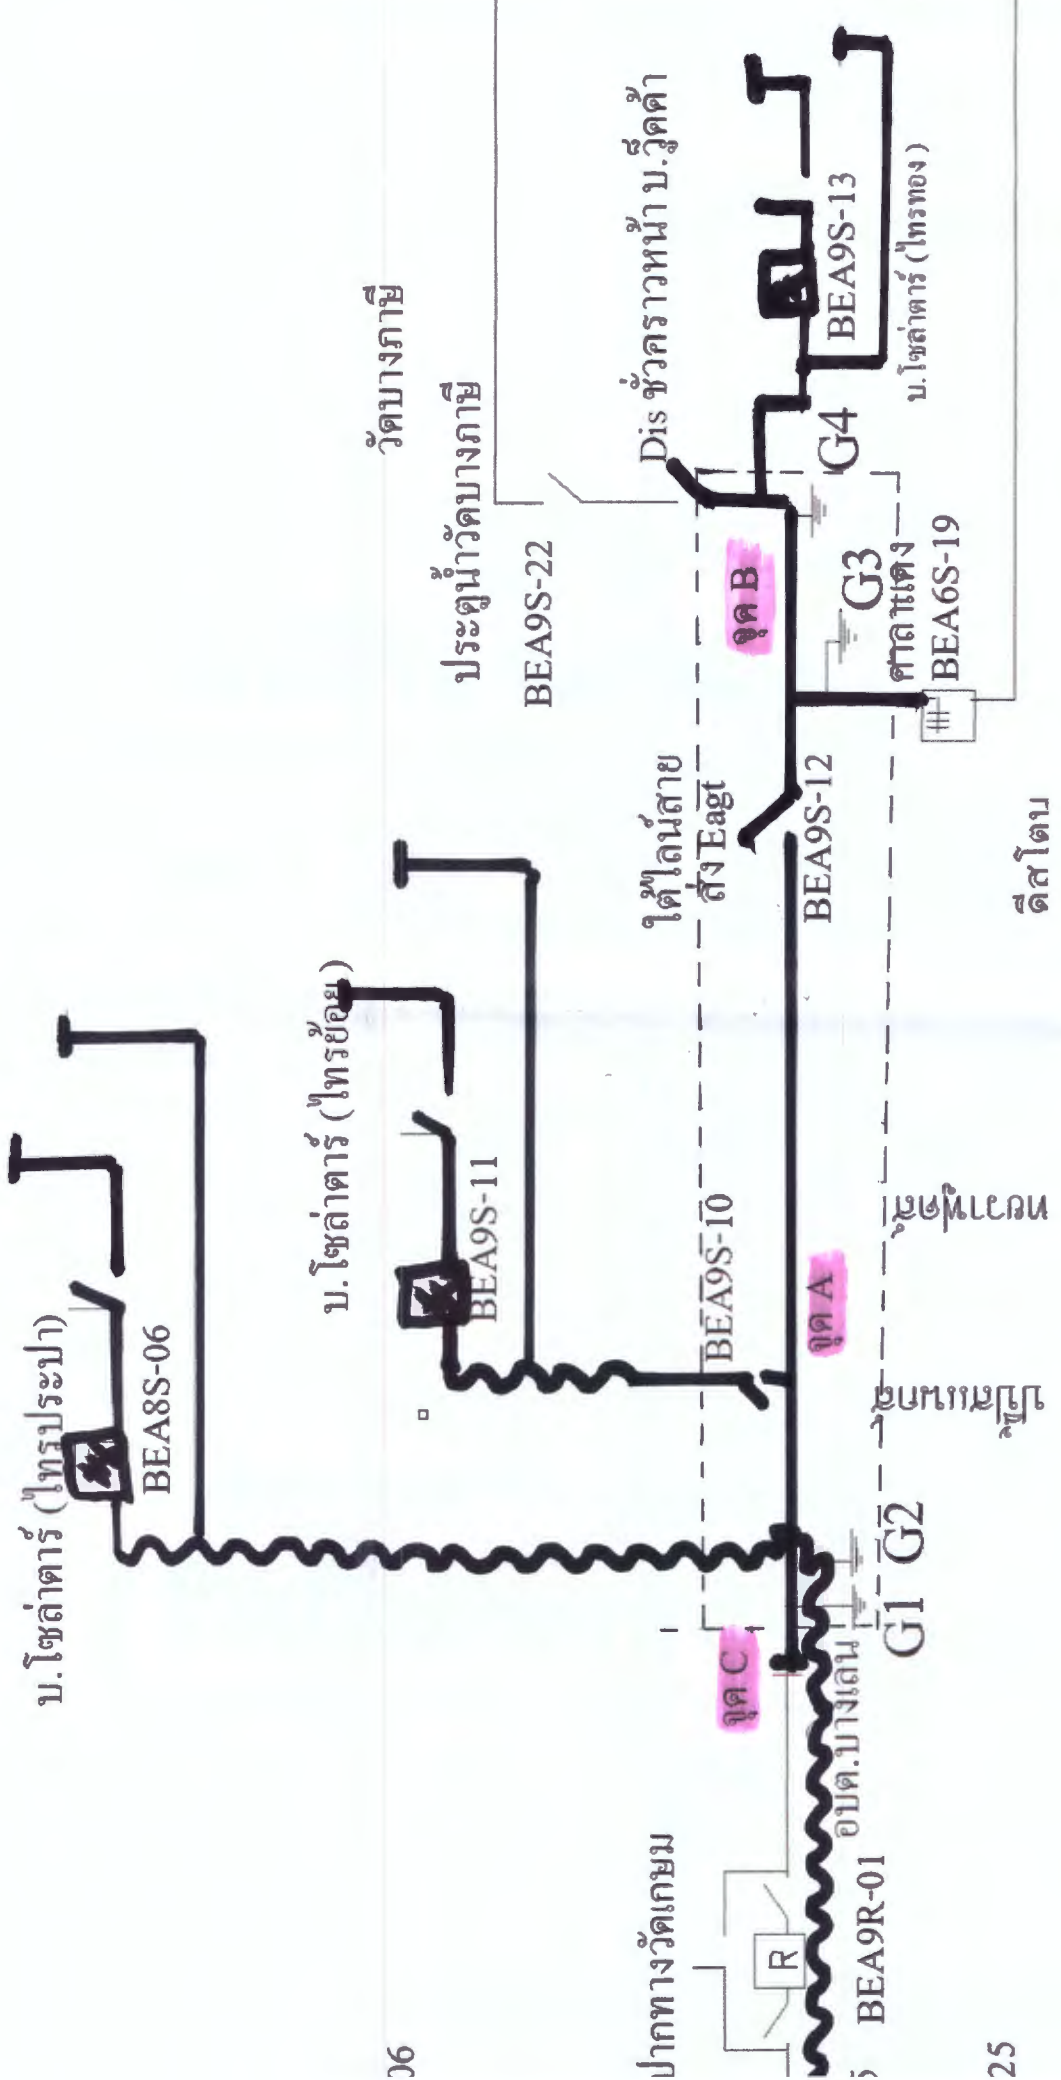 บ.โซล่าตาร์ (ไทรประปา)
BEA8S-06
บ.โซล่าตาร์ (ไทรย้อย)
BEA9S-11
วัดบางภาษี
ประตูน้ำวัดบางภาษี
BEA9S-22
Dis ชั่วคราวหน้า บ.วู๊ดด้า
BEA9S-13
บ.โซล่าตาร์ (ไทรทอง)
G4
จุด B
G3
ศาลาแดง
BEA6S-19
ใต้ไลน์สาย
ส่ง Eagt
BEA9S-12
ดีสโตน
BEA9S-10
จุด A
G1 G2
จุด C
อบต.บางเลน
ปากทางวัดเกษม
R
BEA9R-01
06
25